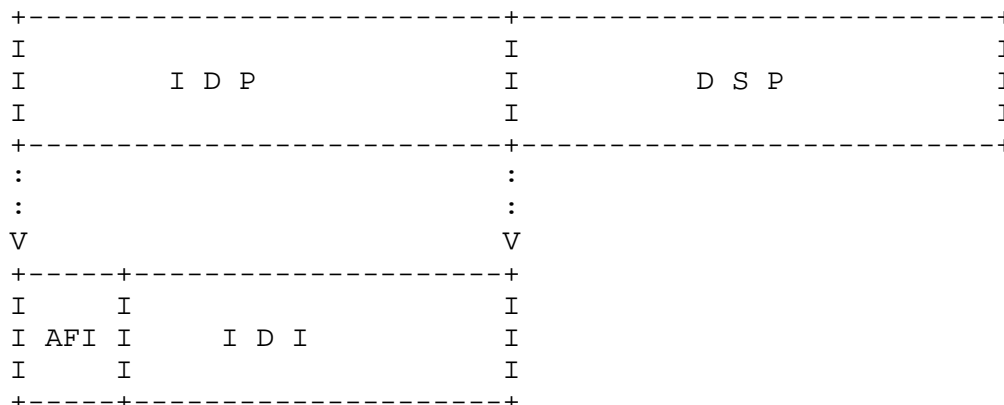 +---------------------------+---------------------------+
I                           I                           I
I        I D P              I          D S P            I
I                           I                           I
+---------------------------+---------------------------+
:                           :
:                           :
V                           V
+-----+---------------------+
I     I                     I
I AFI I     I D I           I
I     I                     I
+-----+---------------------+